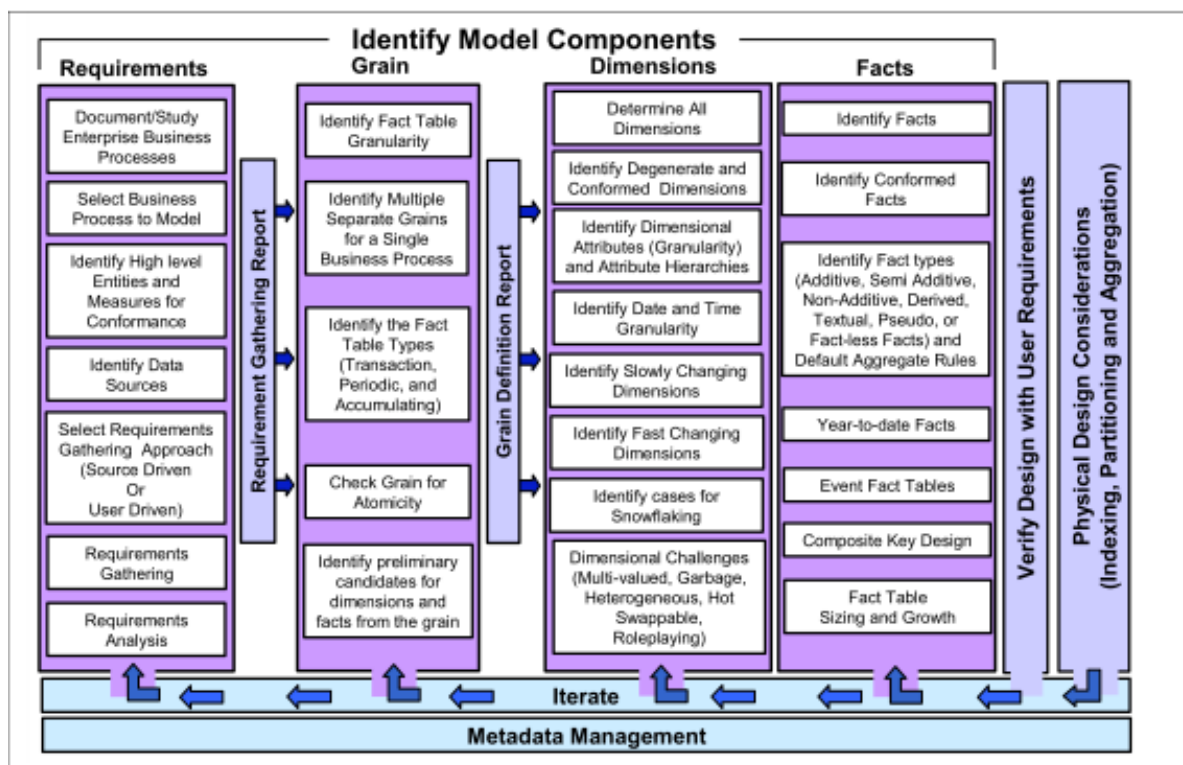 Identify Model Components
Requirements
Document/Study
Enterprise Business
Processes
Select Business
Process to Model
Identify High level
Entities and
Measures for
Conformance
Identify Data
Sources
Select Requirements
Gathering Approach
(Source Driven
Or
User Driven)
Requirements
Gathering
Requirements
Analysis
Requirement Gathering Report
Grain
Identify Fact Table
Granularity
Identify Multiple
Separate Grains
for a Single
Business Process
Identify the Fact
Table Types
(Transaction,
Periodic, and
Accumulating)
Check Grain for
Atomicity
Identify preliminary
candidates for
dimensions and
facts from the grain
Grain Definition Report
Dimensions
Determine All
Dimensions
Identify Degenerate and
Conformed Dimensions
Identify Dimensional
Attributes (Granularity)
and Attribute Hierarchies
Identify Date and Time
Granularity
Identify Slowly Changing
Dimensions
Identify Fast Changing
Dimensions
Identify cases for
Snowflaking
Dimensional Challenges
(Multi-valued, Garbage,
Heterogeneous, Hot
Swappable,
Roleplaying)
Facts
Identify Facts
Identify Conformed
Facts
Identify Fact types
(Additive, Semi Additive,
Non-Additive, Derived,
Textual, Pseudo, or
Fact-less Facts) and
Default Aggregate Rules
Year-to-date Facts
Event Fact Tables
Composite Key Design
Fact Table
Sizing and Growth
Verify Design with User Requirements
Physical Design Considerations
(Indexing, Partitioning and Aggregation)
Iterate
Metadata Management